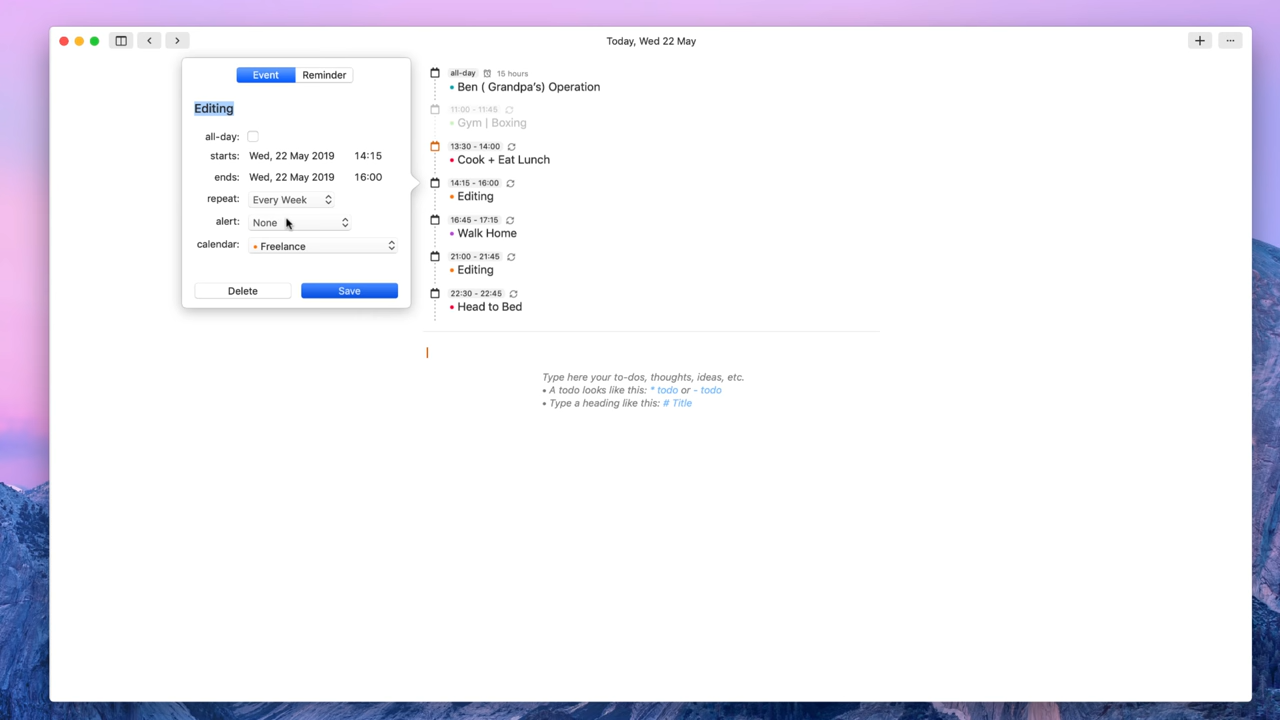 Today, Wed 22 May
Event
Reminder
Editing
all-day:
starts: Wed, 22 May 2019 14:15
ends: Wed, 22 May 2019 16:00
repeat: Every Week
alert: None
calendar: • Freelance
Delete
Save
all-day 15 hours
• Ben ( Grandpa's) Operation
11:00 - 11:45
• Gym | Boxing
13:30 - 14:00
• Cook + Eat Lunch
14:15 - 16:00
• Editing
16:45 - 17:15
• Walk Home
21:00 - 21:45
• Editing
22:30 - 22:45
• Head to Bed
Type here your to-dos, thoughts, ideas, etc.
• A todo looks like this: * todo or - todo
• Type a heading like this: # Title